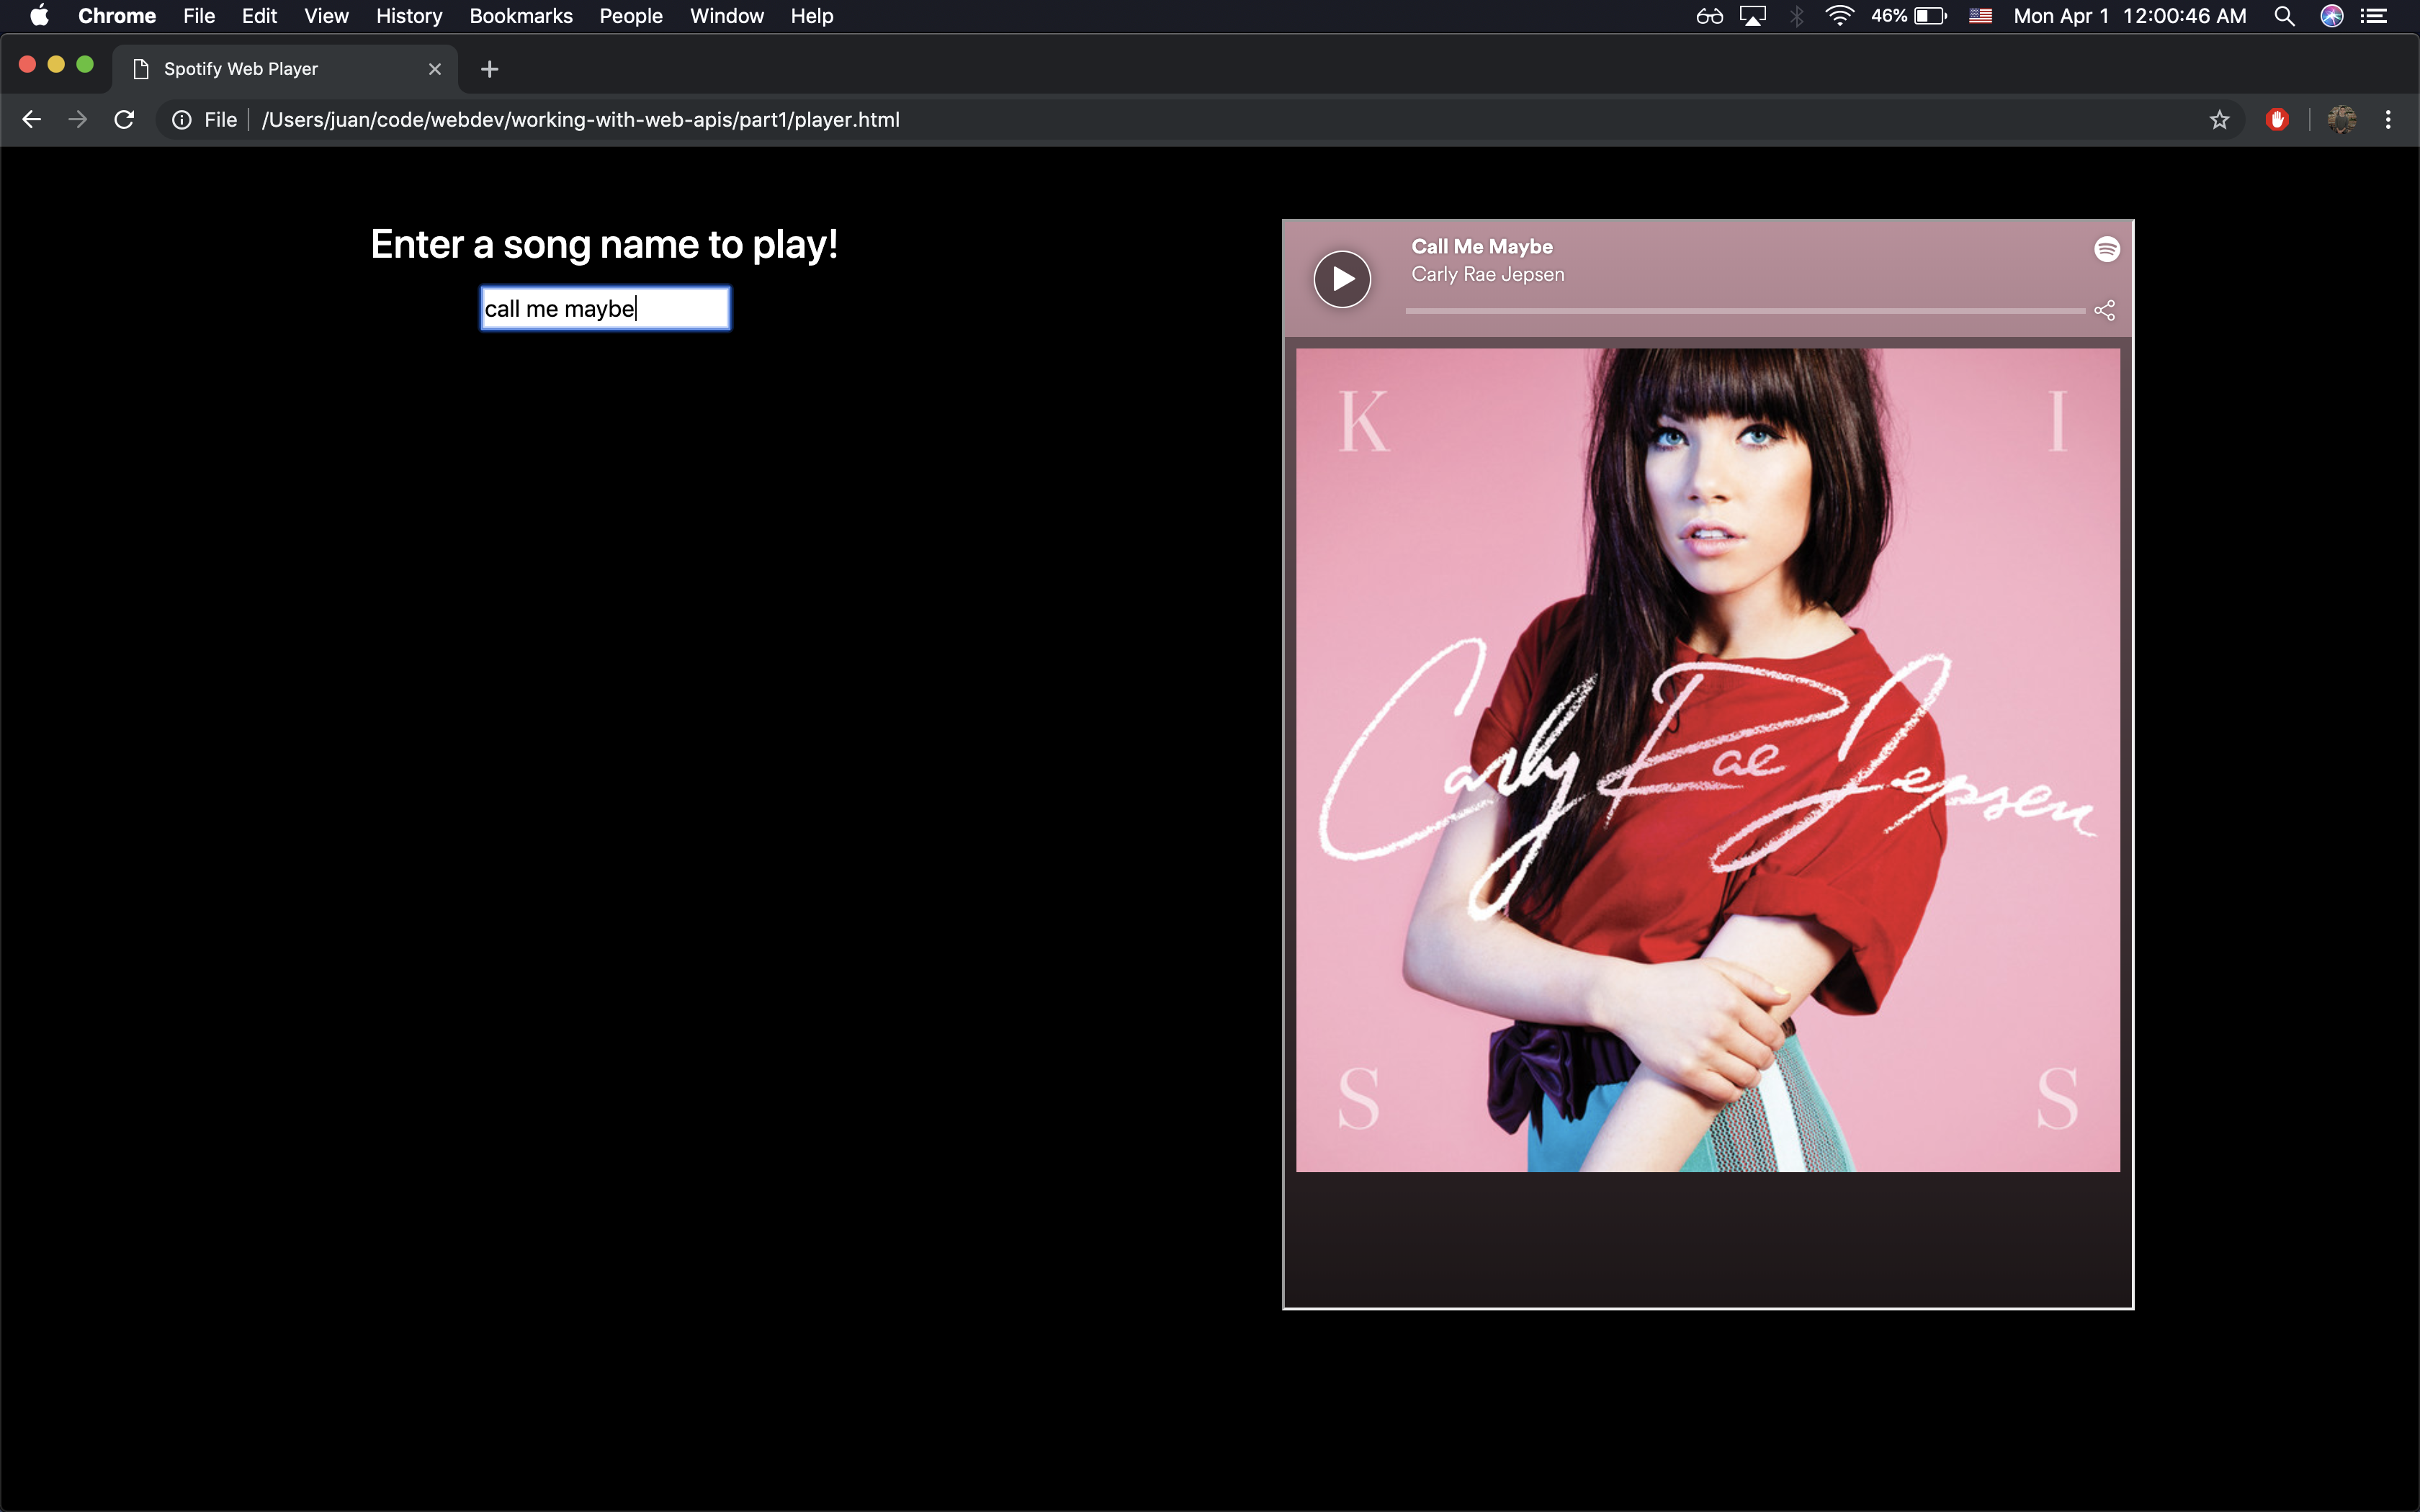 Chrome File Edit View History Bookmarks People Window Help 46% Mon Apr 1 12:00:46 AM
Spotify Web Player
File /Users/juan/code/webdev/working-with-web-apis/part1/player.html
Enter a song name to play!
call me maybe
Call Me Maybe
Carly Rae Jepsen
K I
Carly Rae Jepsen
S S